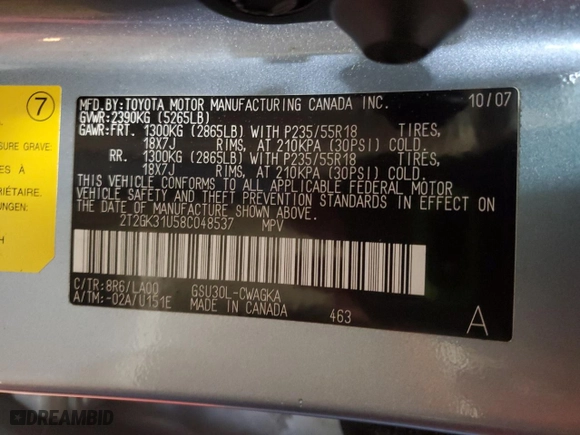 7
SURE GRAVE
PRIÉTAIRE.
UNGEN:
MFD.BY:TOYOTA MOTOR MANUFACTURING CANADA INC. 10/07
GVWR:2390KG (5265LB)
GAWR:FRT. 1300KG (2865LB) WITH P235/55R18 TIRES,
18X7J RIMS, AT 210KPA (30PSI) COLD.
RR. 1300KG (2865LB) WITH P235/55R18 TIRES,
18X7J RIMS, AT 210KPA (30PSI) COLD.
THIS VEHICLE CONFORMS TO ALL APPLICABLE FEDERAL MOTOR
VEHICLE SAFETY AND THEFT PREVENTION STANDARDS IN EFFECT ON
THE DATE OF MANUFACTURE SHOWN ABOVE.
2T2GK31U58C048537 MPV
C/TR:8R6/LA00 GSU30L-CWAGKA
A/TM:-02A/U151E MADE IN CANADA 463 A
DREAMBID